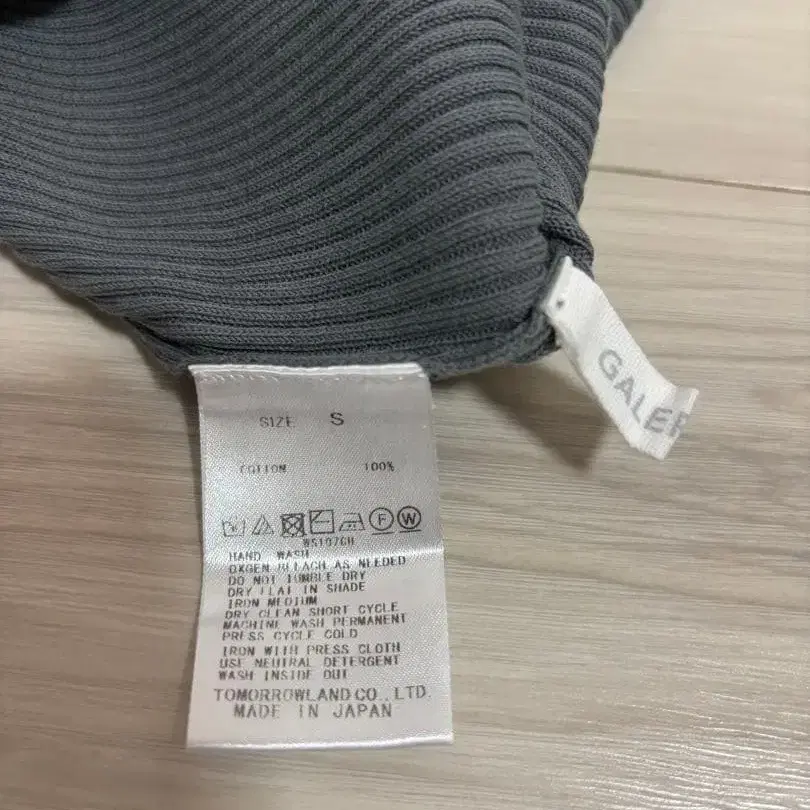 SIZE S
COTTON 100%
F W
WS107GH
HAND WASH
OXGEN BLEACH AS NEEDED
DO NOT TUMBLE DRY
DRY FLAT IN SHADE
IRON MEDIUM
DRY CLEAN SHORT CYCLE
MACHINE WASH PERMANENT
PRESS CYCLE COLD
IRON WITH PRESS CLOTH
USE NEUTRAL DETERGENT
WASH INSIDE OUT
TOMORROWLAND CO., LTD.
MADE IN JAPAN